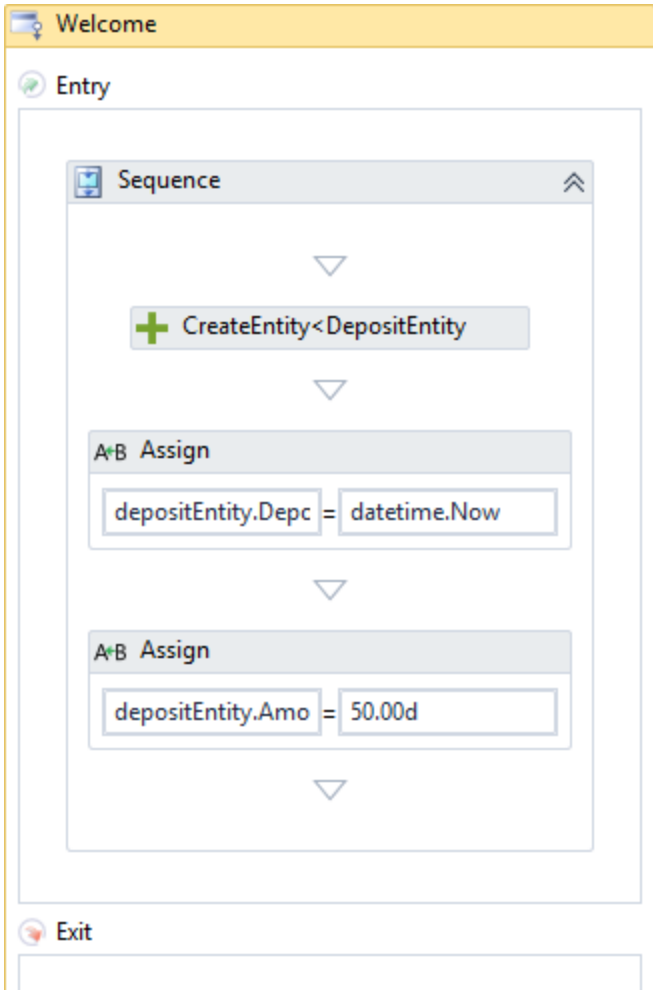 Welcome
Entry
Sequence
CreateEntity<DepositEntity
A+B Assign
depositEntity.Depc = datetime.Now
A+B Assign
depositEntity.Amo = 50.00d
Exit